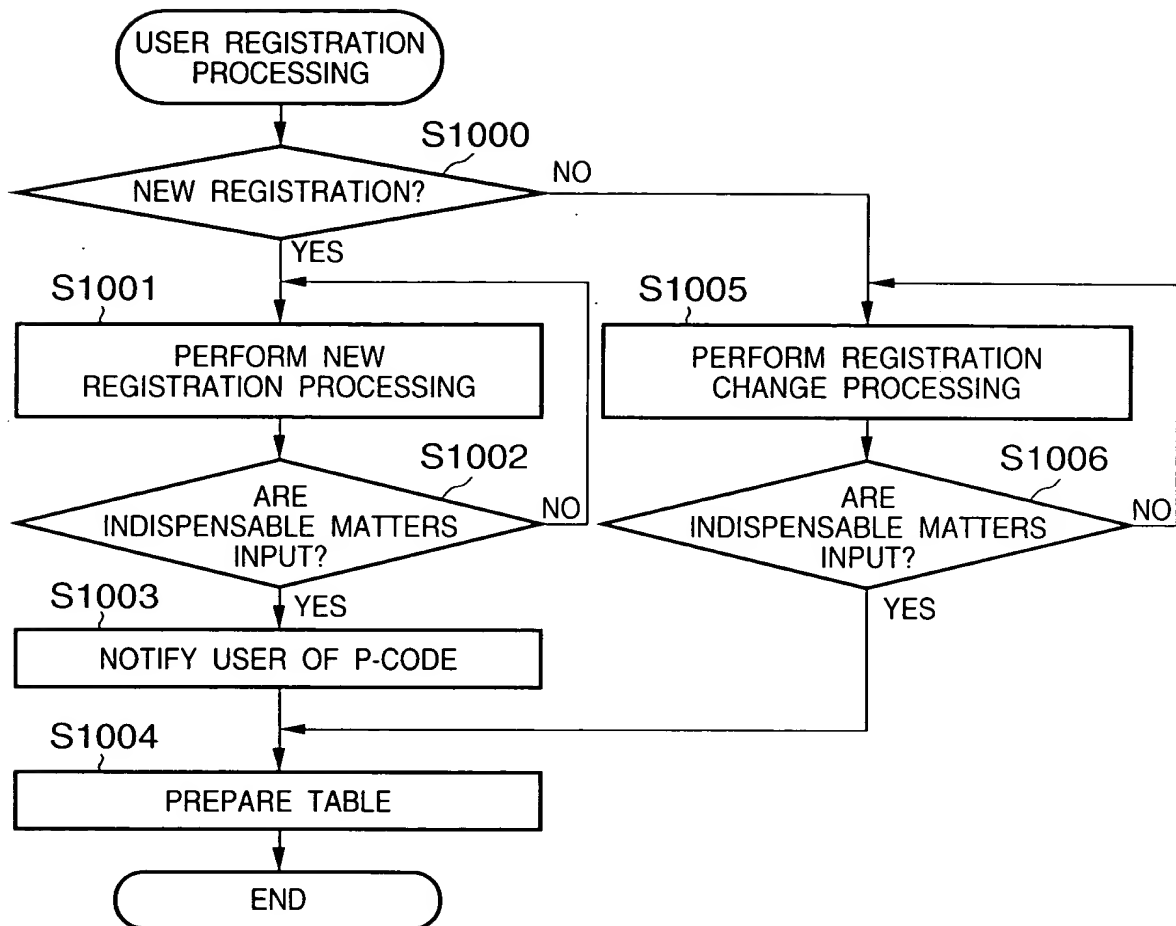 USER REGISTRATION
PROCESSING
S1000
NEW REGISTRATION?
NO
YES
S1001
PERFORM NEW
REGISTRATION PROCESSING
S1002
ARE
INDISPENSABLE MATTERS
INPUT?
NO
YES
S1003
NOTIFY USER OF P-CODE
S1004
PREPARE TABLE
END
S1005
PERFORM REGISTRATION
CHANGE PROCESSING
S1006
ARE
INDISPENSABLE MATTERS
INPUT?
NO
YES